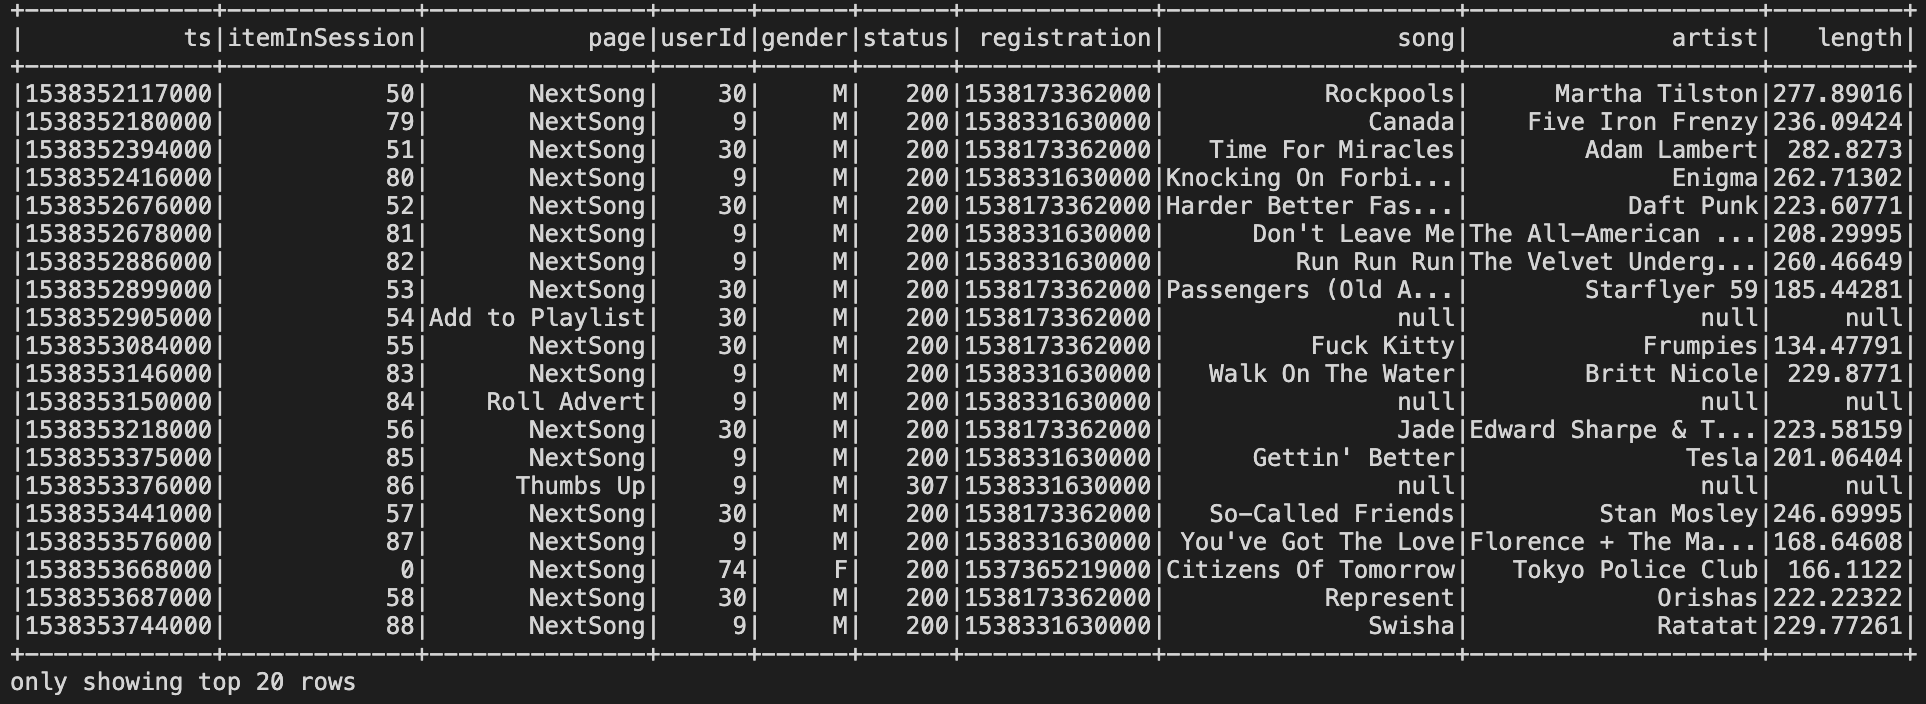 +-------------+-------------+---------------+------+------+------+-------------+--------------------+--------------------+---------+
|           ts|itemInSession|           page|userId|gender|status| registration|                song|              artist|   length|
+-------------+-------------+---------------+------+------+------+-------------+--------------------+--------------------+---------+
|1538352117000|           50|       NextSong|    30|     M|   200|1538173362000|           Rockpools|      Martha Tilston|277.89016|
|1538352180000|           79|       NextSong|     9|     M|   200|1538331630000|              Canada|    Five Iron Frenzy|236.09424|
|1538352394000|           51|       NextSong|    30|     M|   200|1538173362000|   Time For Miracles|        Adam Lambert| 282.8273|
|1538352416000|           80|       NextSong|     9|     M|   200|1538331630000|Knocking On Forbi...|              Enigma|262.71302|
|1538352676000|           52|       NextSong|    30|     M|   200|1538173362000|Harder Better Fas...|           Daft Punk|223.60771|
|1538352678000|           81|       NextSong|     9|     M|   200|1538331630000|      Don't Leave Me|The All-American ...|208.29995|
|1538352886000|           82|       NextSong|     9|     M|   200|1538331630000|         Run Run Run|The Velvet Underg...|260.46649|
|1538352899000|           53|       NextSong|    30|     M|   200|1538173362000|Passengers (Old A...|        Starflyer 59|185.44281|
|1538352905000|           54|Add to Playlist|    30|     M|   200|1538173362000|                null|                null|     null|
|1538353084000|           55|       NextSong|    30|     M|   200|1538173362000|          Fuck Kitty|            Frumpies|134.47791|
|1538353146000|           83|       NextSong|     9|     M|   200|1538331630000|   Walk On The Water|         Britt Nicole| 229.8771|
|1538353150000|           84|    Roll Advert|     9|     M|   200|1538331630000|                null|                null|     null|
|1538353218000|           56|       NextSong|    30|     M|   200|1538173362000|                Jade|Edward Sharpe & T...|223.58159|
|1538353375000|           85|       NextSong|     9|     M|   200|1538331630000|      Gettin' Better|               Tesla|201.06404|
|1538353376000|           86|      Thumbs Up|     9|     M|   307|1538331630000|                null|                null|     null|
|1538353441000|           57|       NextSong|    30|     M|   200|1538173362000|   So-Called Friends|         Stan Mosley|246.69995|
|1538353576000|           87|       NextSong|     9|     M|   200|1538331630000| You've Got The Love|Florence + The Ma...|168.64608|
|1538353668000|            0|       NextSong|    74|     F|   200|1537365219000|Citizens Of Tomorrow|   Tokyo Police Club| 166.1122|
|1538353687000|           58|       NextSong|    30|     M|   200|1538173362000|           Represent|             Orishas|222.22322|
|1538353744000|           88|       NextSong|     9|     M|   200|1538331630000|              Swisha|             Ratatat|229.77261|
+-------------+-------------+---------------+------+------+------+-------------+--------------------+--------------------+---------+
only showing top 20 rows